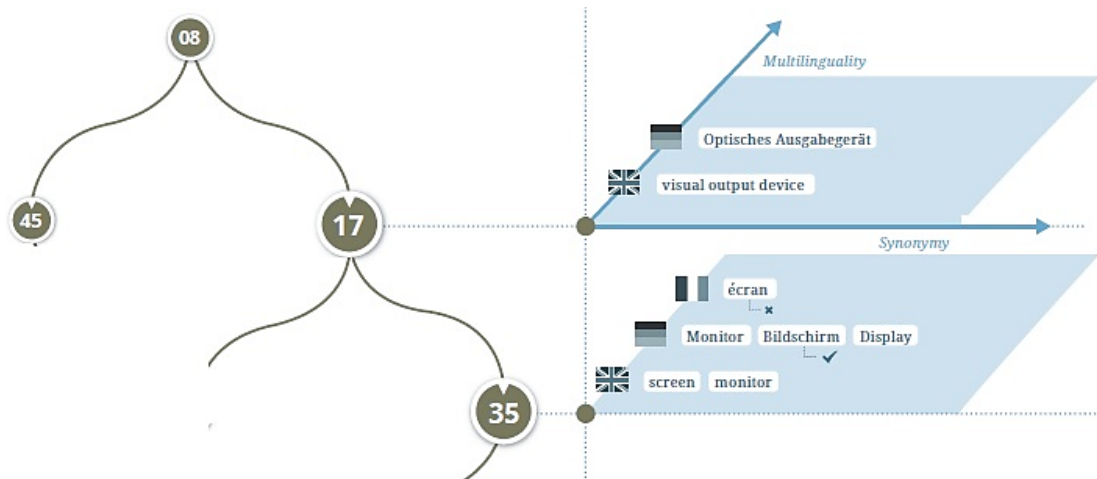 08
Multilinguality
Optisches Ausgabegerät
visual output device
45
17
Synonymy
écran
Monitor Bildschirm Display
screen monitor
35